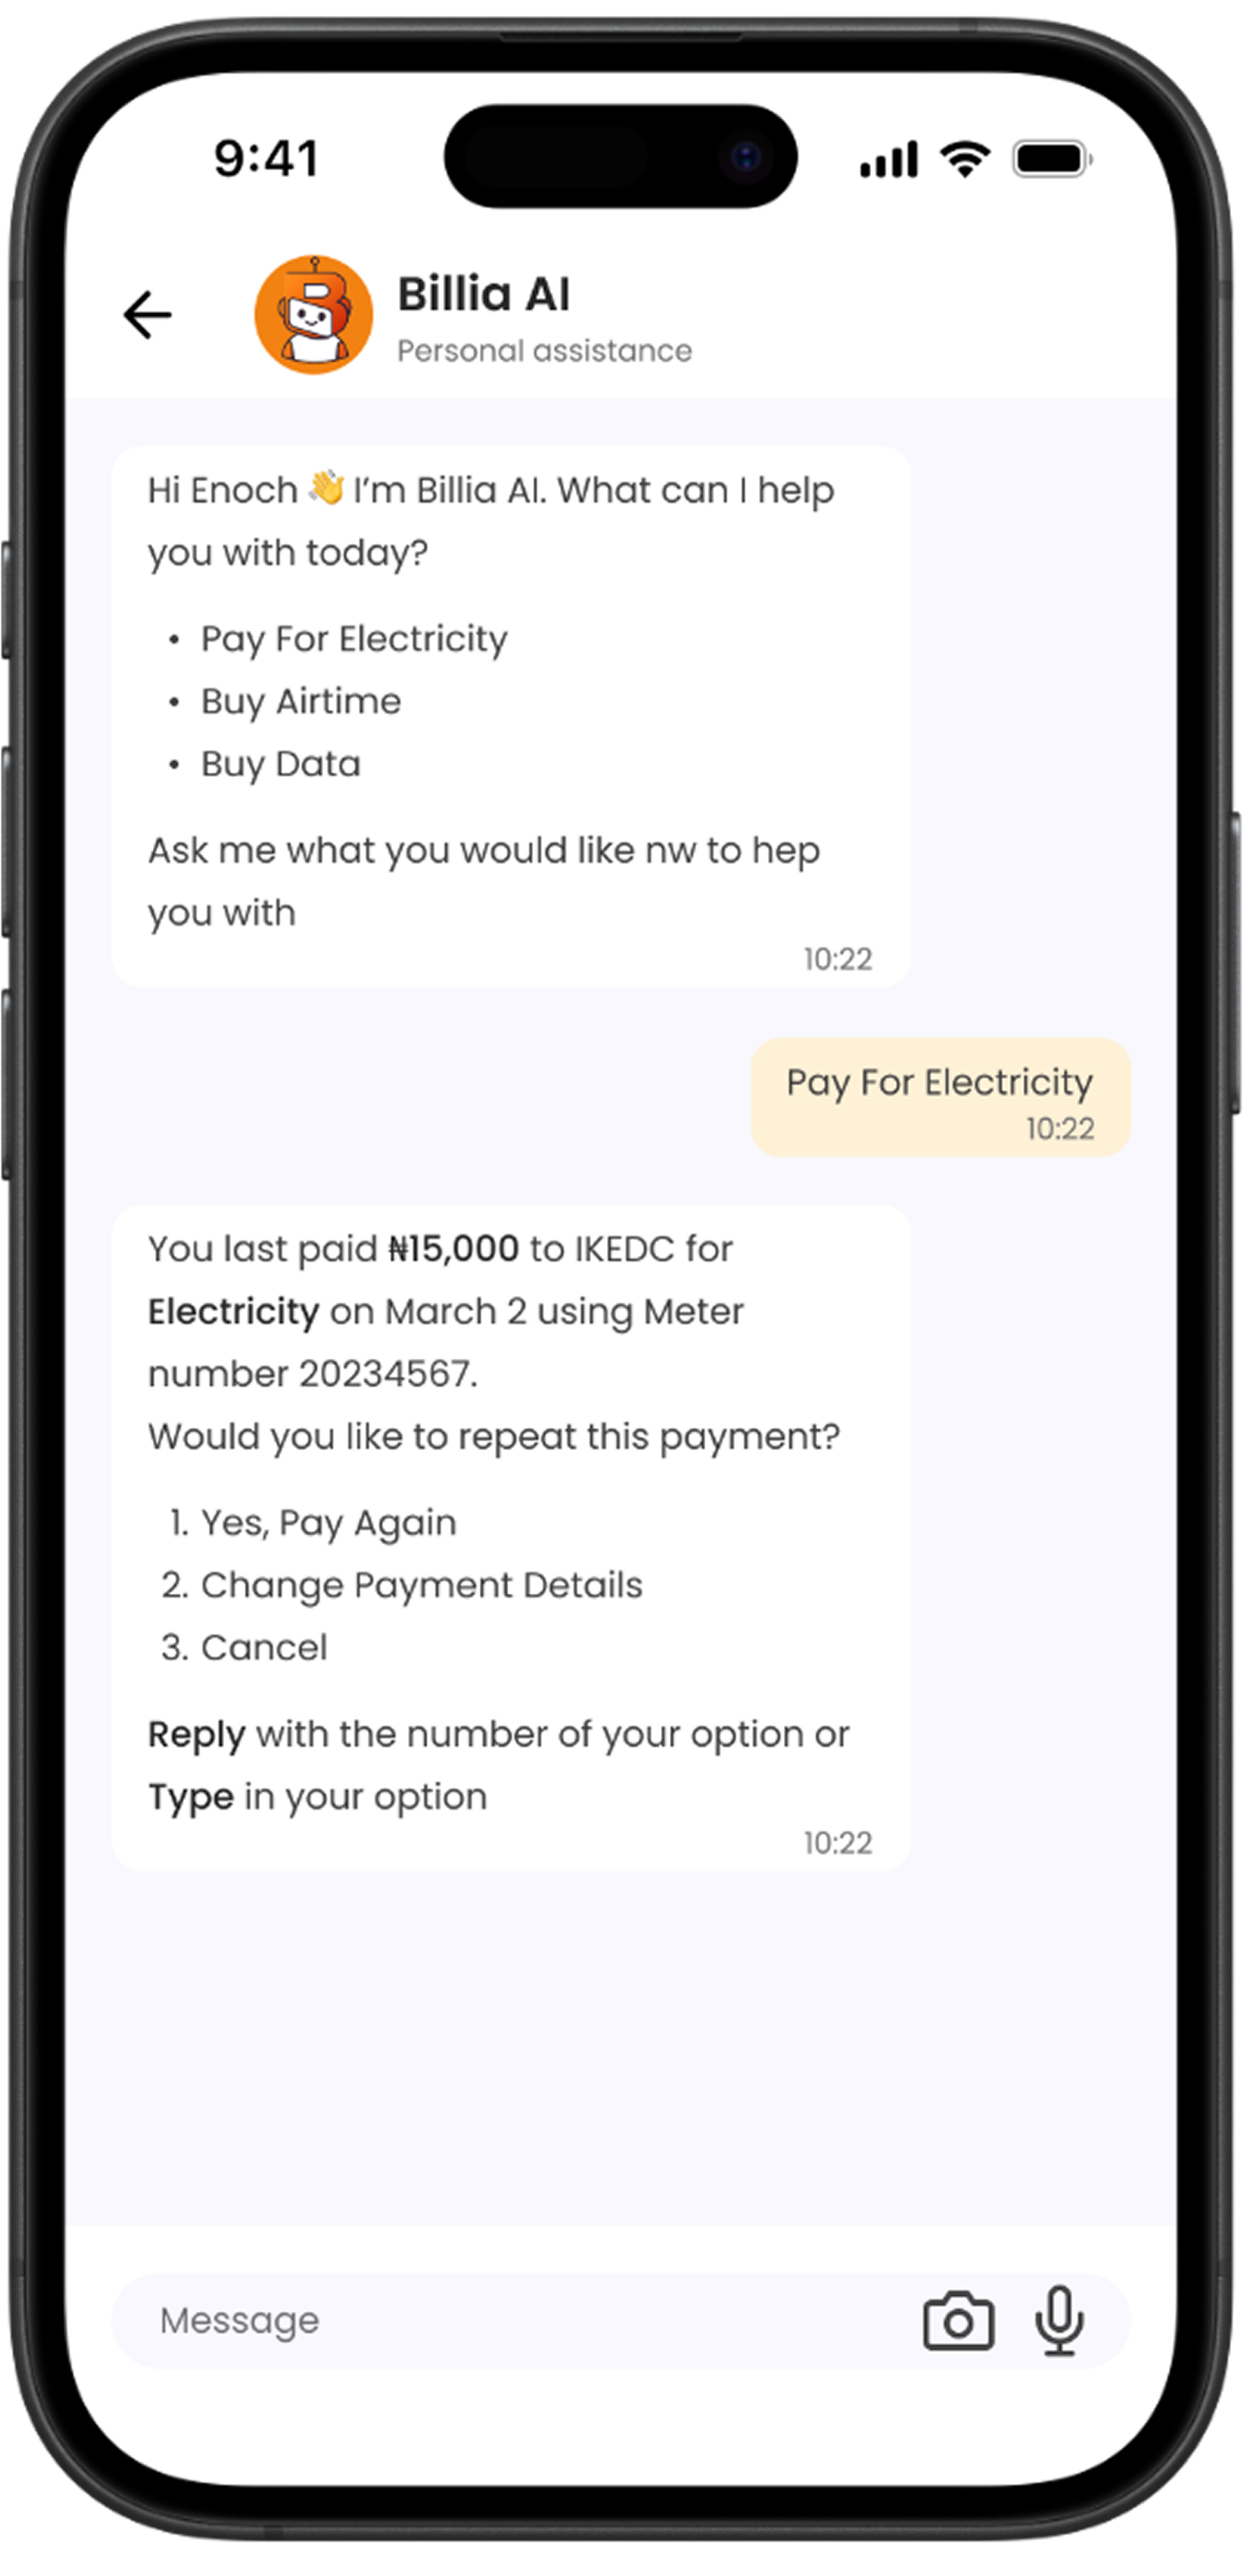 9:41
Billia AI
Personal assistance
Hi Enoch 👋 I'm Billia AI. What can I help
you with today?
• Pay For Electricity
• Buy Airtime
• Buy Data
Ask me what you would like nw to hep
you with
10:22
Pay For Electricity
10:22
You last paid ₦15,000 to IKEDC for
Electricity on March 2 using Meter
number 20234567.
Would you like to repeat this payment?
1. Yes, Pay Again
2. Change Payment Details
3. Cancel
Reply with the number of your option or
Type in your option
10:22
Message